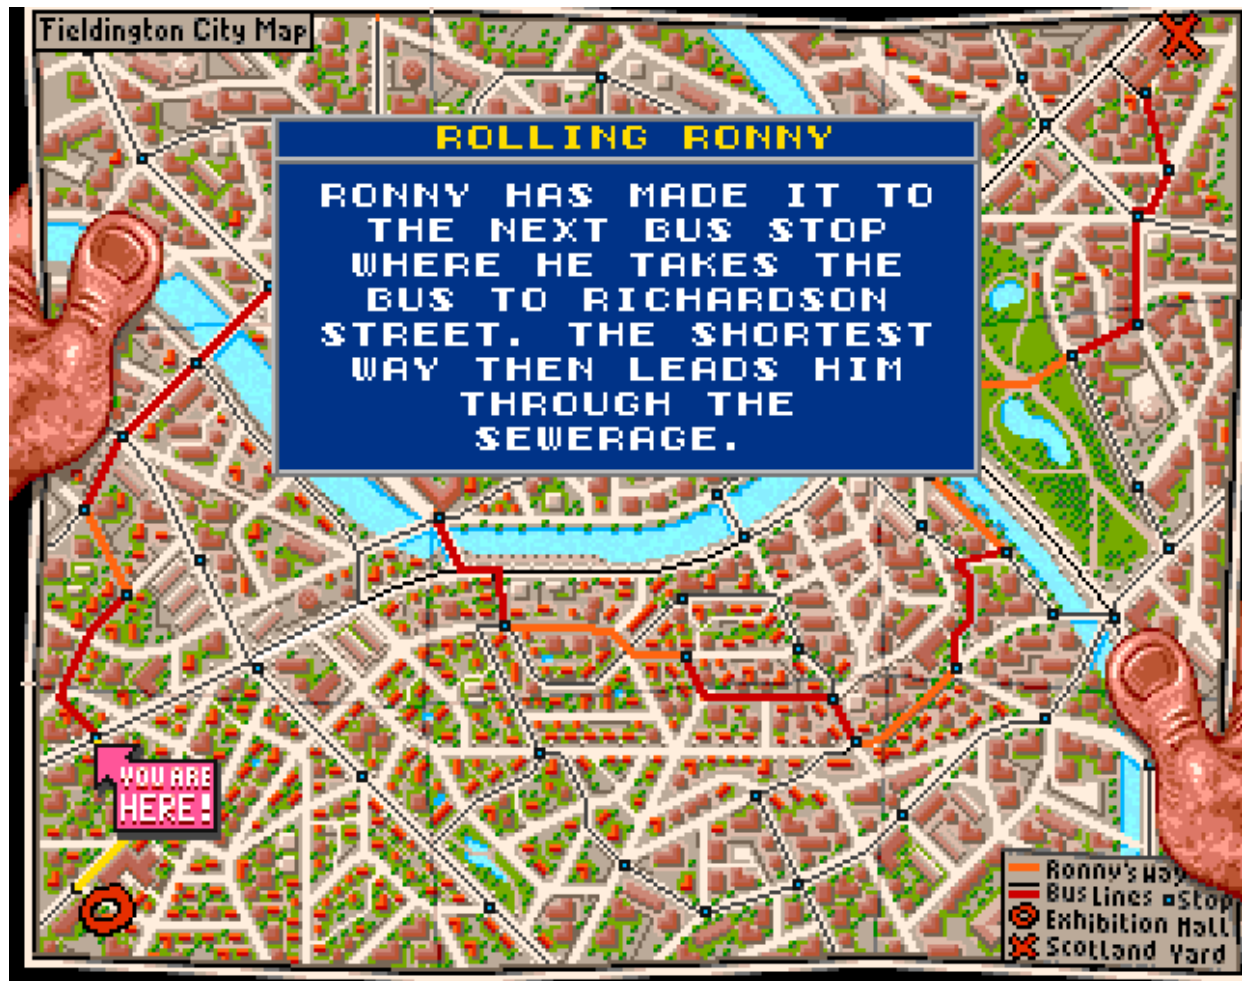 Fieldington City Map
ROLLING RONNY
RONNY HAS MADE IT TO
THE NEXT BUS STOP
WHERE HE TAKES THE
BUS TO RICHARDSON
STREET. THE SHORTEST
WAY THEN LEADS HIM
THROUGH THE
SEWERAGE.
YOU ARE
HERE!
Ronny's Way
Bus Lines Stop
Exhibition Hall
Scotland Yard